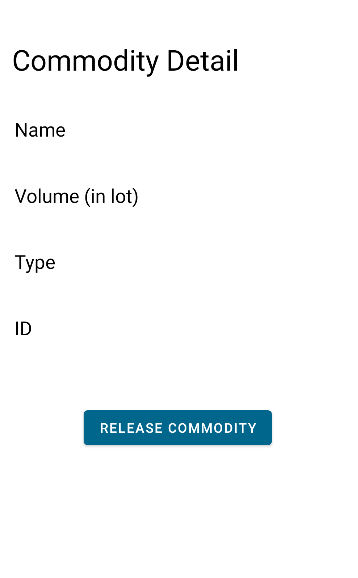 Commodity Detail
Name
Volume (in lot)
Type
ID
RELEASE COMMODITY